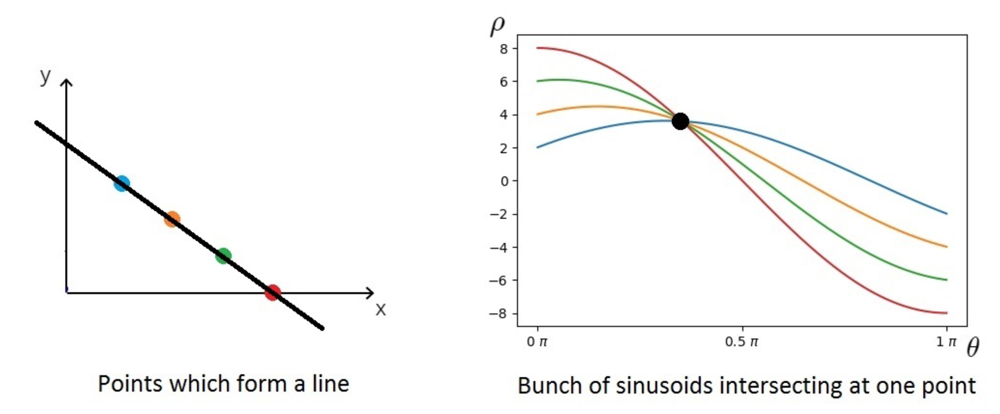 y
x
Points which form a line
ρ
8
6
4
2
0
−2
−4
−6
−8
0 π
0.5 π
1 π
θ
Bunch of sinusoids intersecting at one point